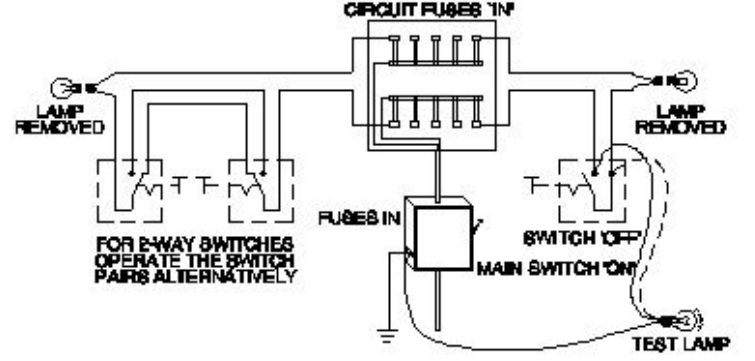 CIRCUIT FUSES 'IN'
LAMP
REMOVED
LAMP
REMOVED
FUSES IN
SWITCH 'OFF'
FOR 2-WAY SWITCHES
OPERATE THE SWITCH
PAIRS ALTERNATIVELY
MAIN SWITCH 'ON'
TEST LAMP